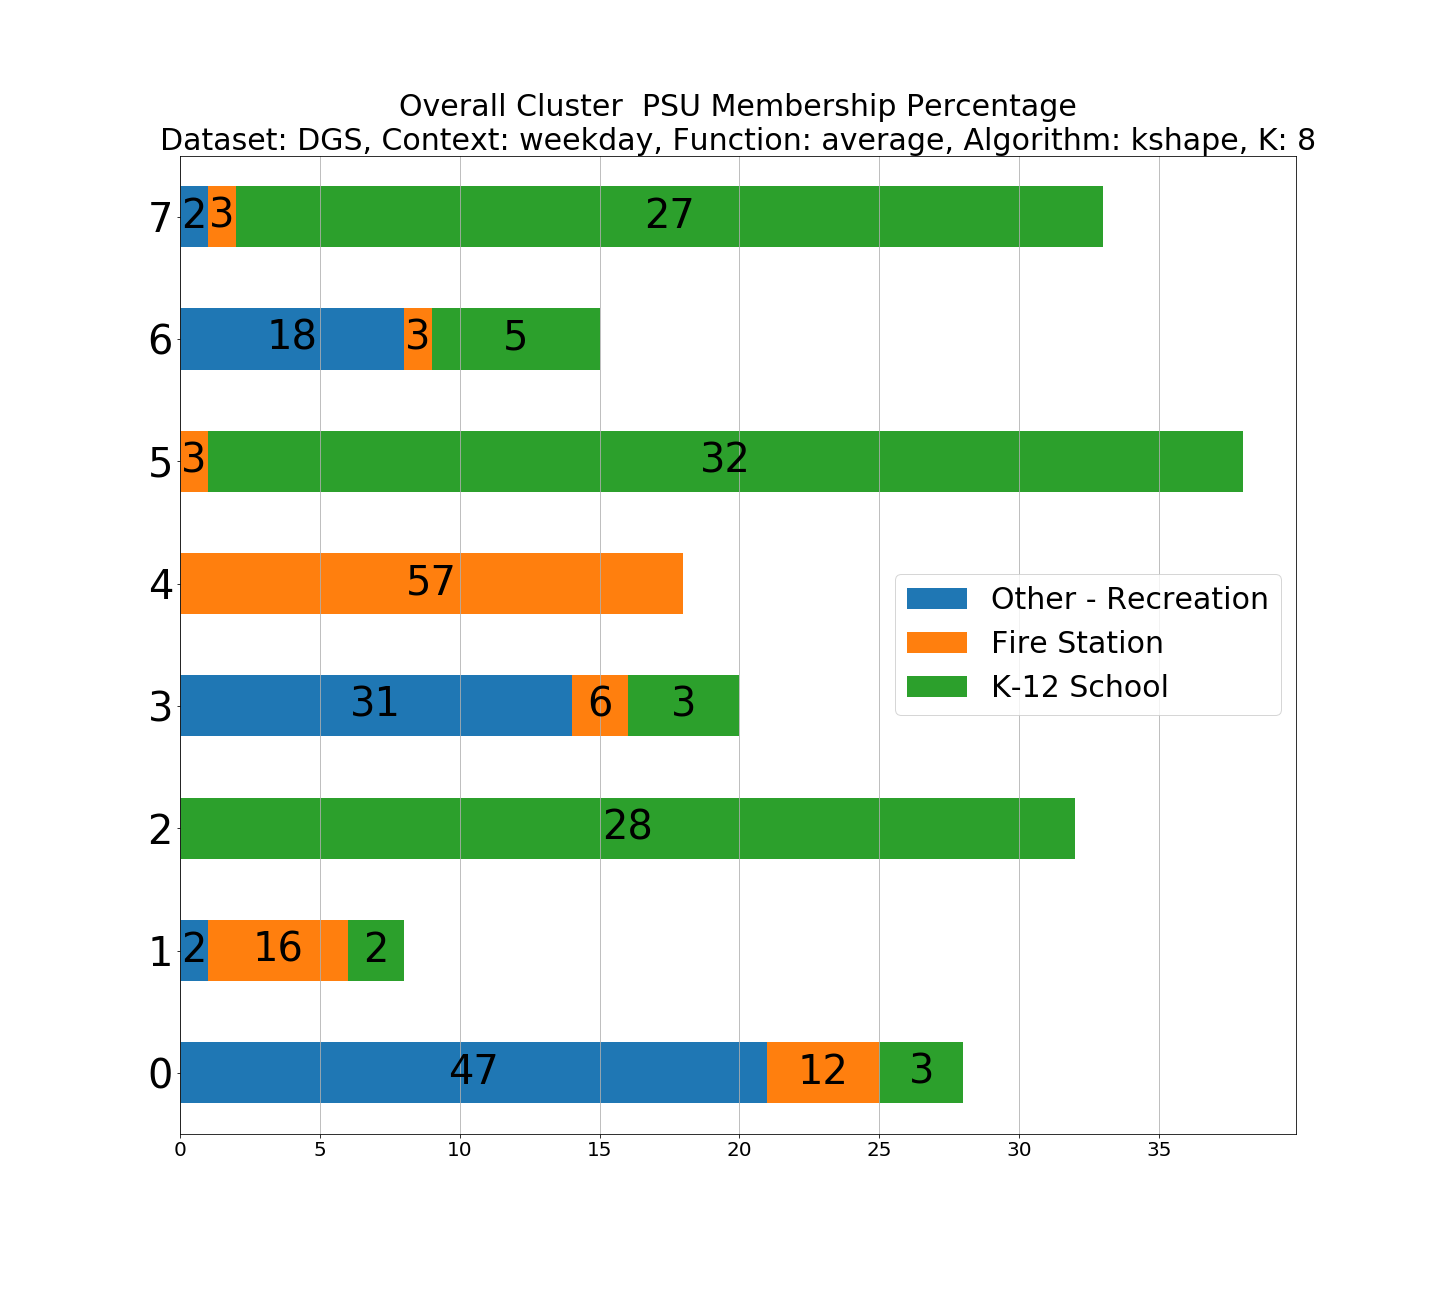 Overall Cluster  PSU Membership Percentage
Dataset: DGS, Context: weekday, Function: average, Algorithm: kshape, K: 8
7 2 3 27
6 18 3 5
5 3 32
4 57
Other - Recreation
Fire Station
K-12 School
3 31 6 3
2 28
1 2 16 2
0 47 12 3
0 5 10 15 20 25 30 35